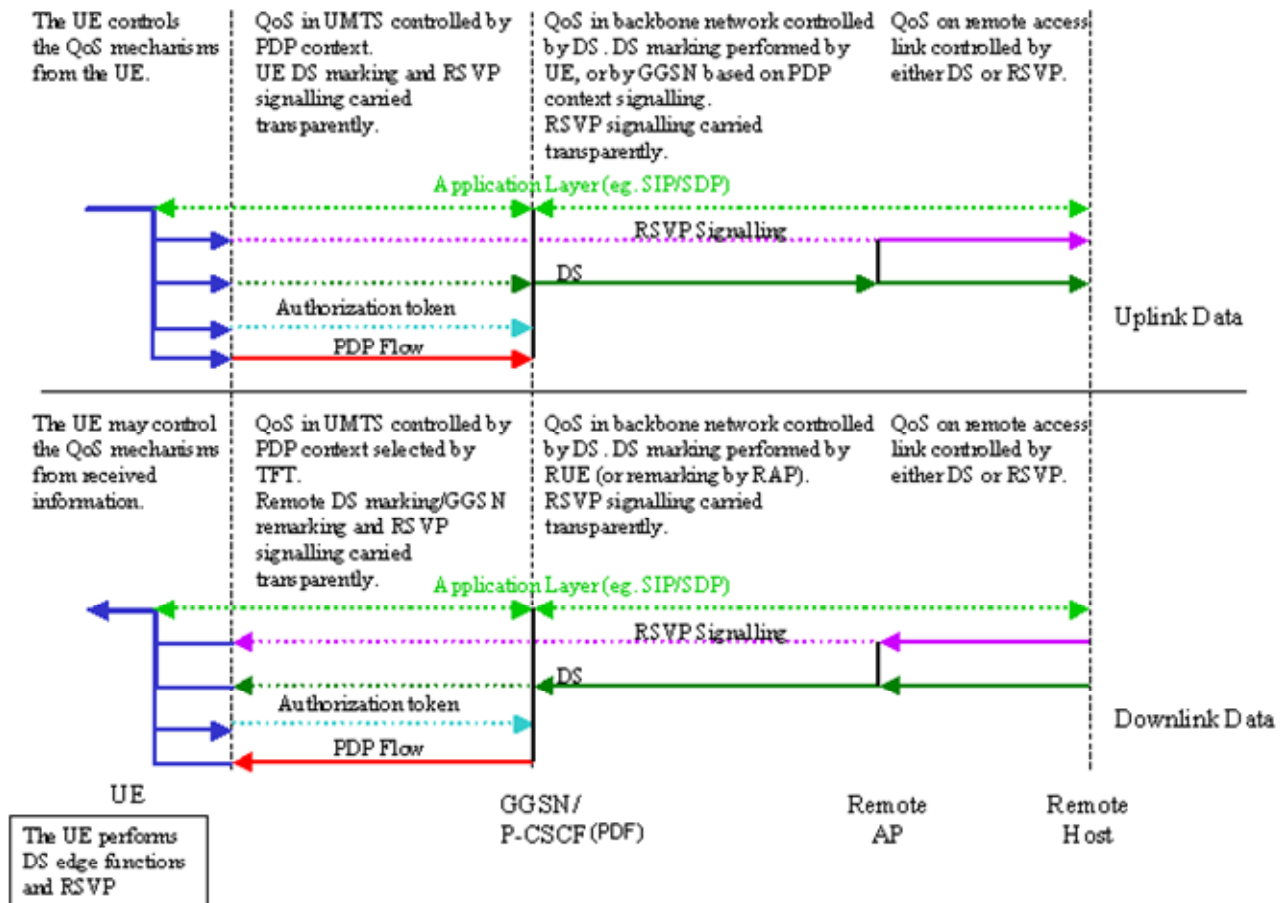 The UE controls
the QoS mechanisms
from the UE.
QoS in UMTS controlled by
PDP context.
UE DS marking and RSVP
signalling carried
transparently.
QoS in backbone network controlled
by DS. DS marking performed by
UE, or by GGSN based on PDP
context signalling.
RSVP signalling carried
transparently.
QoS on remote access
link controlled by
either DS or RSVP.
Application Layer (eg. SIP/SDP)
RSVP Signalling
DS
Authorization token
PDP Flow
Uplink Data
The UE may control
the QoS mechanisms
from received
information.
QoS in UMTS controlled by
PDP context selected by
TFT.
Remote DS marking/GGSN
remarking and RSVP
signalling carried
transparently.
QoS in backbone network controlled
by DS. DS marking performed by
RUE (or remarking by RAP).
RSVP signalling carried
transparently.
QoS on remote access
link controlled by
either DS or RSVP.
Application Layer (eg. SIP/SDP)
RSVP Signalling
DS
Authorization token
PDP Flow
Downlink Data
UE
GGSN/
P-CSCF (PDF)
Remote
AP
Remote
Host
The UE performs
DS edge functions
and RSVP